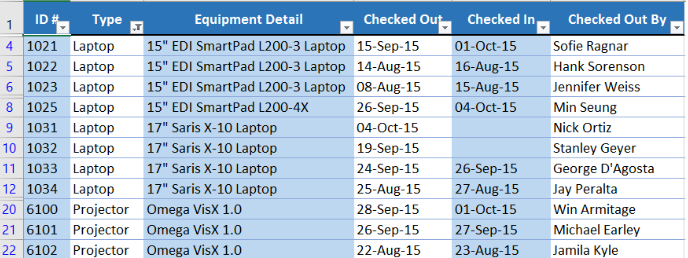 1 ID # Type Equipment Detail Checked Out Checked In Checked Out By
4 1021 Laptop 15" EDI SmartPad L200-3 Laptop 15-Sep-15 01-Oct-15 Sofie Ragnar
5 1022 Laptop 15" EDI SmartPad L200-3 Laptop 14-Aug-15 16-Aug-15 Hank Sorenson
6 1023 Laptop 15" EDI SmartPad L200-3 Laptop 08-Aug-15 15-Aug-15 Jennifer Weiss
8 1025 Laptop 15" EDI SmartPad L200-4X 26-Sep-15 04-Oct-15 Min Seung
9 1031 Laptop 17" Saris X-10 Laptop 04-Oct-15 Nick Ortiz
10 1032 Laptop 17" Saris X-10 Laptop 19-Sep-15 Stanley Geyer
11 1033 Laptop 17" Saris X-10 Laptop 24-Sep-15 26-Sep-15 George D'Agosta
12 1034 Laptop 17" Saris X-10 Laptop 25-Aug-15 27-Aug-15 Jay Peralta
20 6100 Projector Omega VisX 1.0 28-Sep-15 01-Oct-15 Win Armitage
21 6101 Projector Omega VisX 1.0 26-Sep-15 27-Sep-15 Michael Earley
22 6102 Projector Omega VisX 1.0 22-Aug-15 23-Aug-15 Jamila Kyle